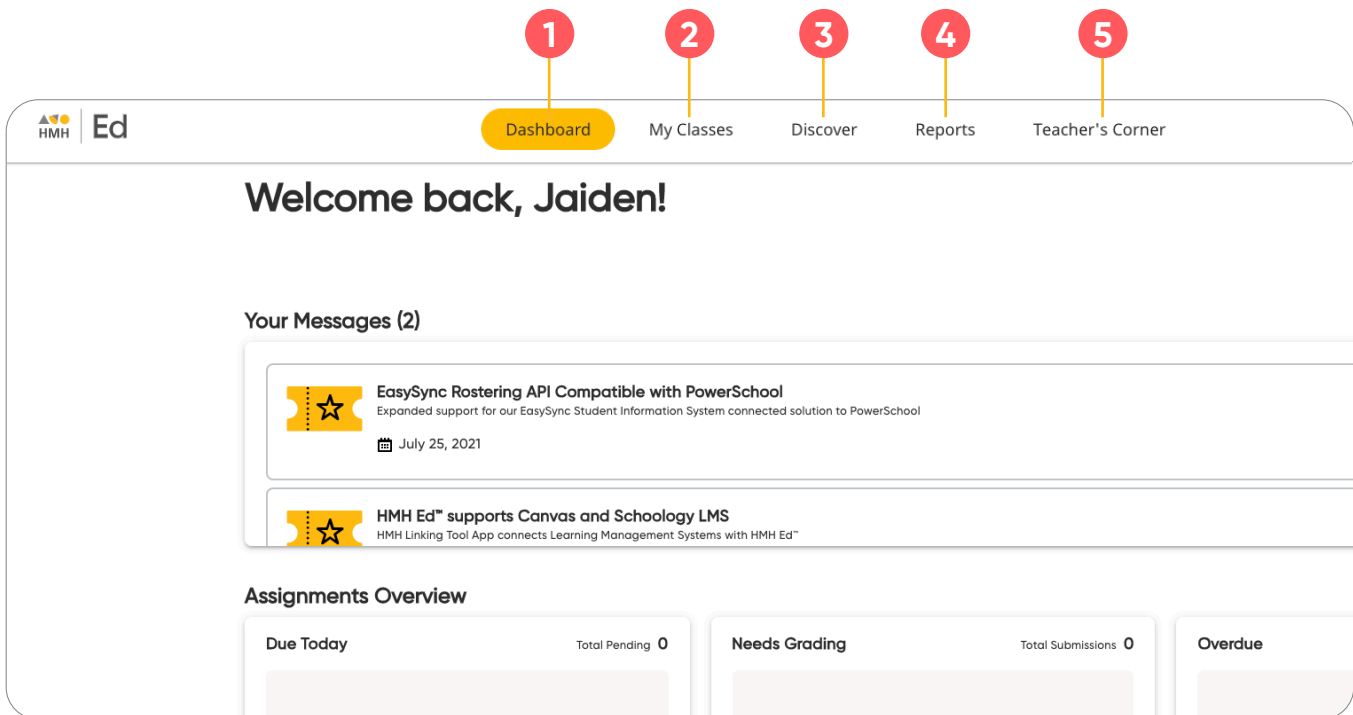 1 2 3 4 5
HMH Ed Dashboard My Classes Discover Reports Teacher's Corner
Welcome back, Jaiden!
Your Messages (2)
EasySync Rostering API Compatible with PowerSchool
Expanded support for our EasySync Student Information System connected solution to PowerSchool
July 25, 2021
HMH Ed™ supports Canvas and Schoology LMS
HMH Linking Tool App connects Learning Management Systems with HMH Ed™
Assignments Overview
Due Today Total Pending 0 Needs Grading Total Submissions 0 Overdue